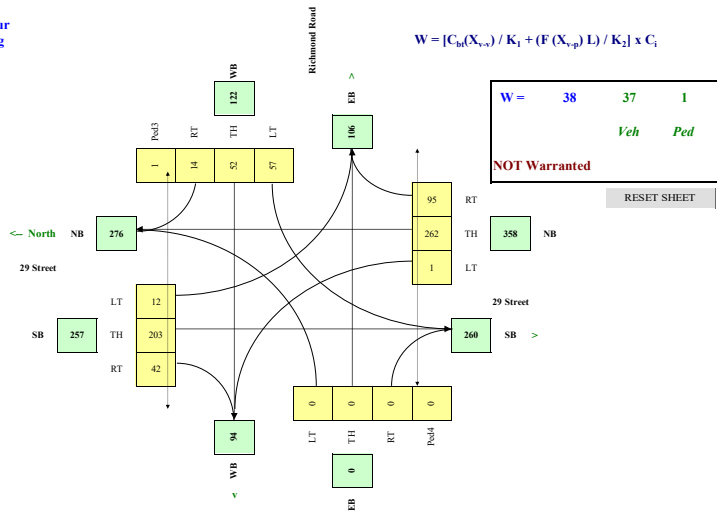 ur
g
W = [Cbt(Xv-v) / K1 + (F (Xv-p) L) / K2] x Ci
Richmond Road
WB
122
^
EB
106
W = 38 37 1
Veh Ped
NOT Warranted
RESET SHEET
Ped3 RT TH LT
1 14 52 57
95 RT
262 TH
1 LT
<-- North NB 276
358 NB
29 Street
29 Street
LT 12
SB 257 TH 203
RT 42
260 SB >
0 0 0 0
LT TH RT Ped4
94
WB
v
0
EB